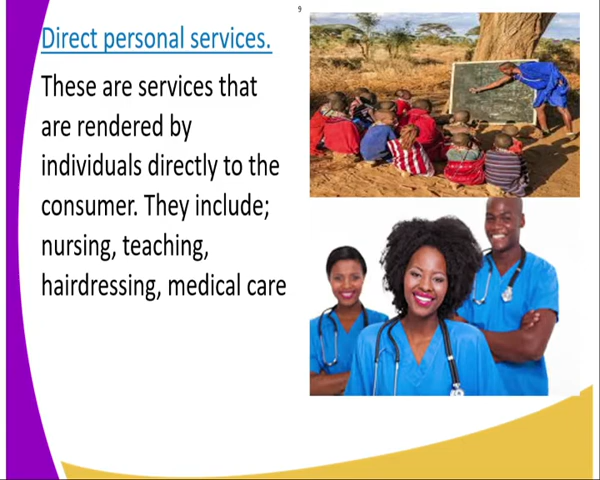 9
Direct personal services.
These are services that
are rendered by
individuals directly to the
consumer. They include;
nursing, teaching,
hairdressing, medical care